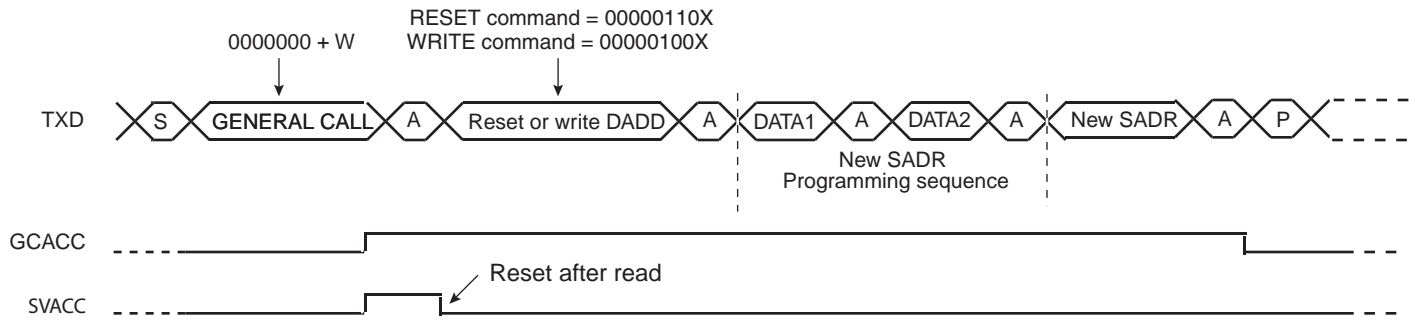 RESET command = 00000110X
0000000 + W
WRITE command = 00000100X
TXD
S
GENERAL CALL
A
Reset or write DADD
A
DATA1
A
DATA2
A
New SADR
A
P
New SADR
Programming sequence
GCACC
Reset after read
SVACC